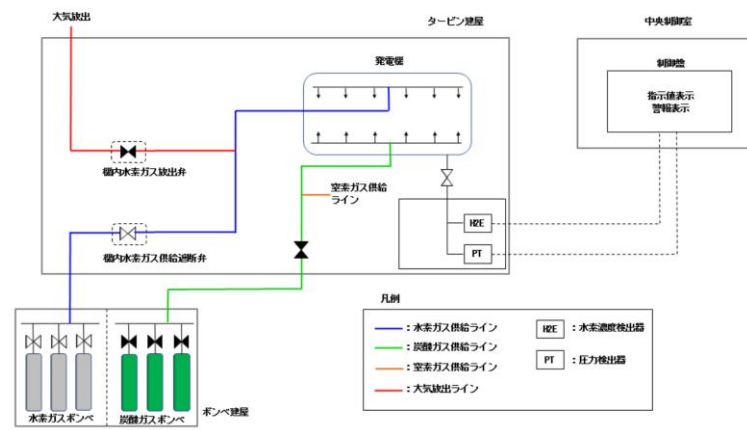 大気放出
タービン建屋
中央制御室
発電機
制御盤
指示値表示
警報表示
機内水素ガス放出弁
窒素ガス供給
ライン
H2E
PT
機内水素ガス供給遮断弁
凡例
：水素ガス供給ライン
：炭酸ガス供給ライン
：窒素ガス供給ライン
：大気放出ライン
H2E
：水素濃度検出器
PT
：圧力検出器
水素ガスボンベ
炭酸ガスボンベ
ボンベ建屋